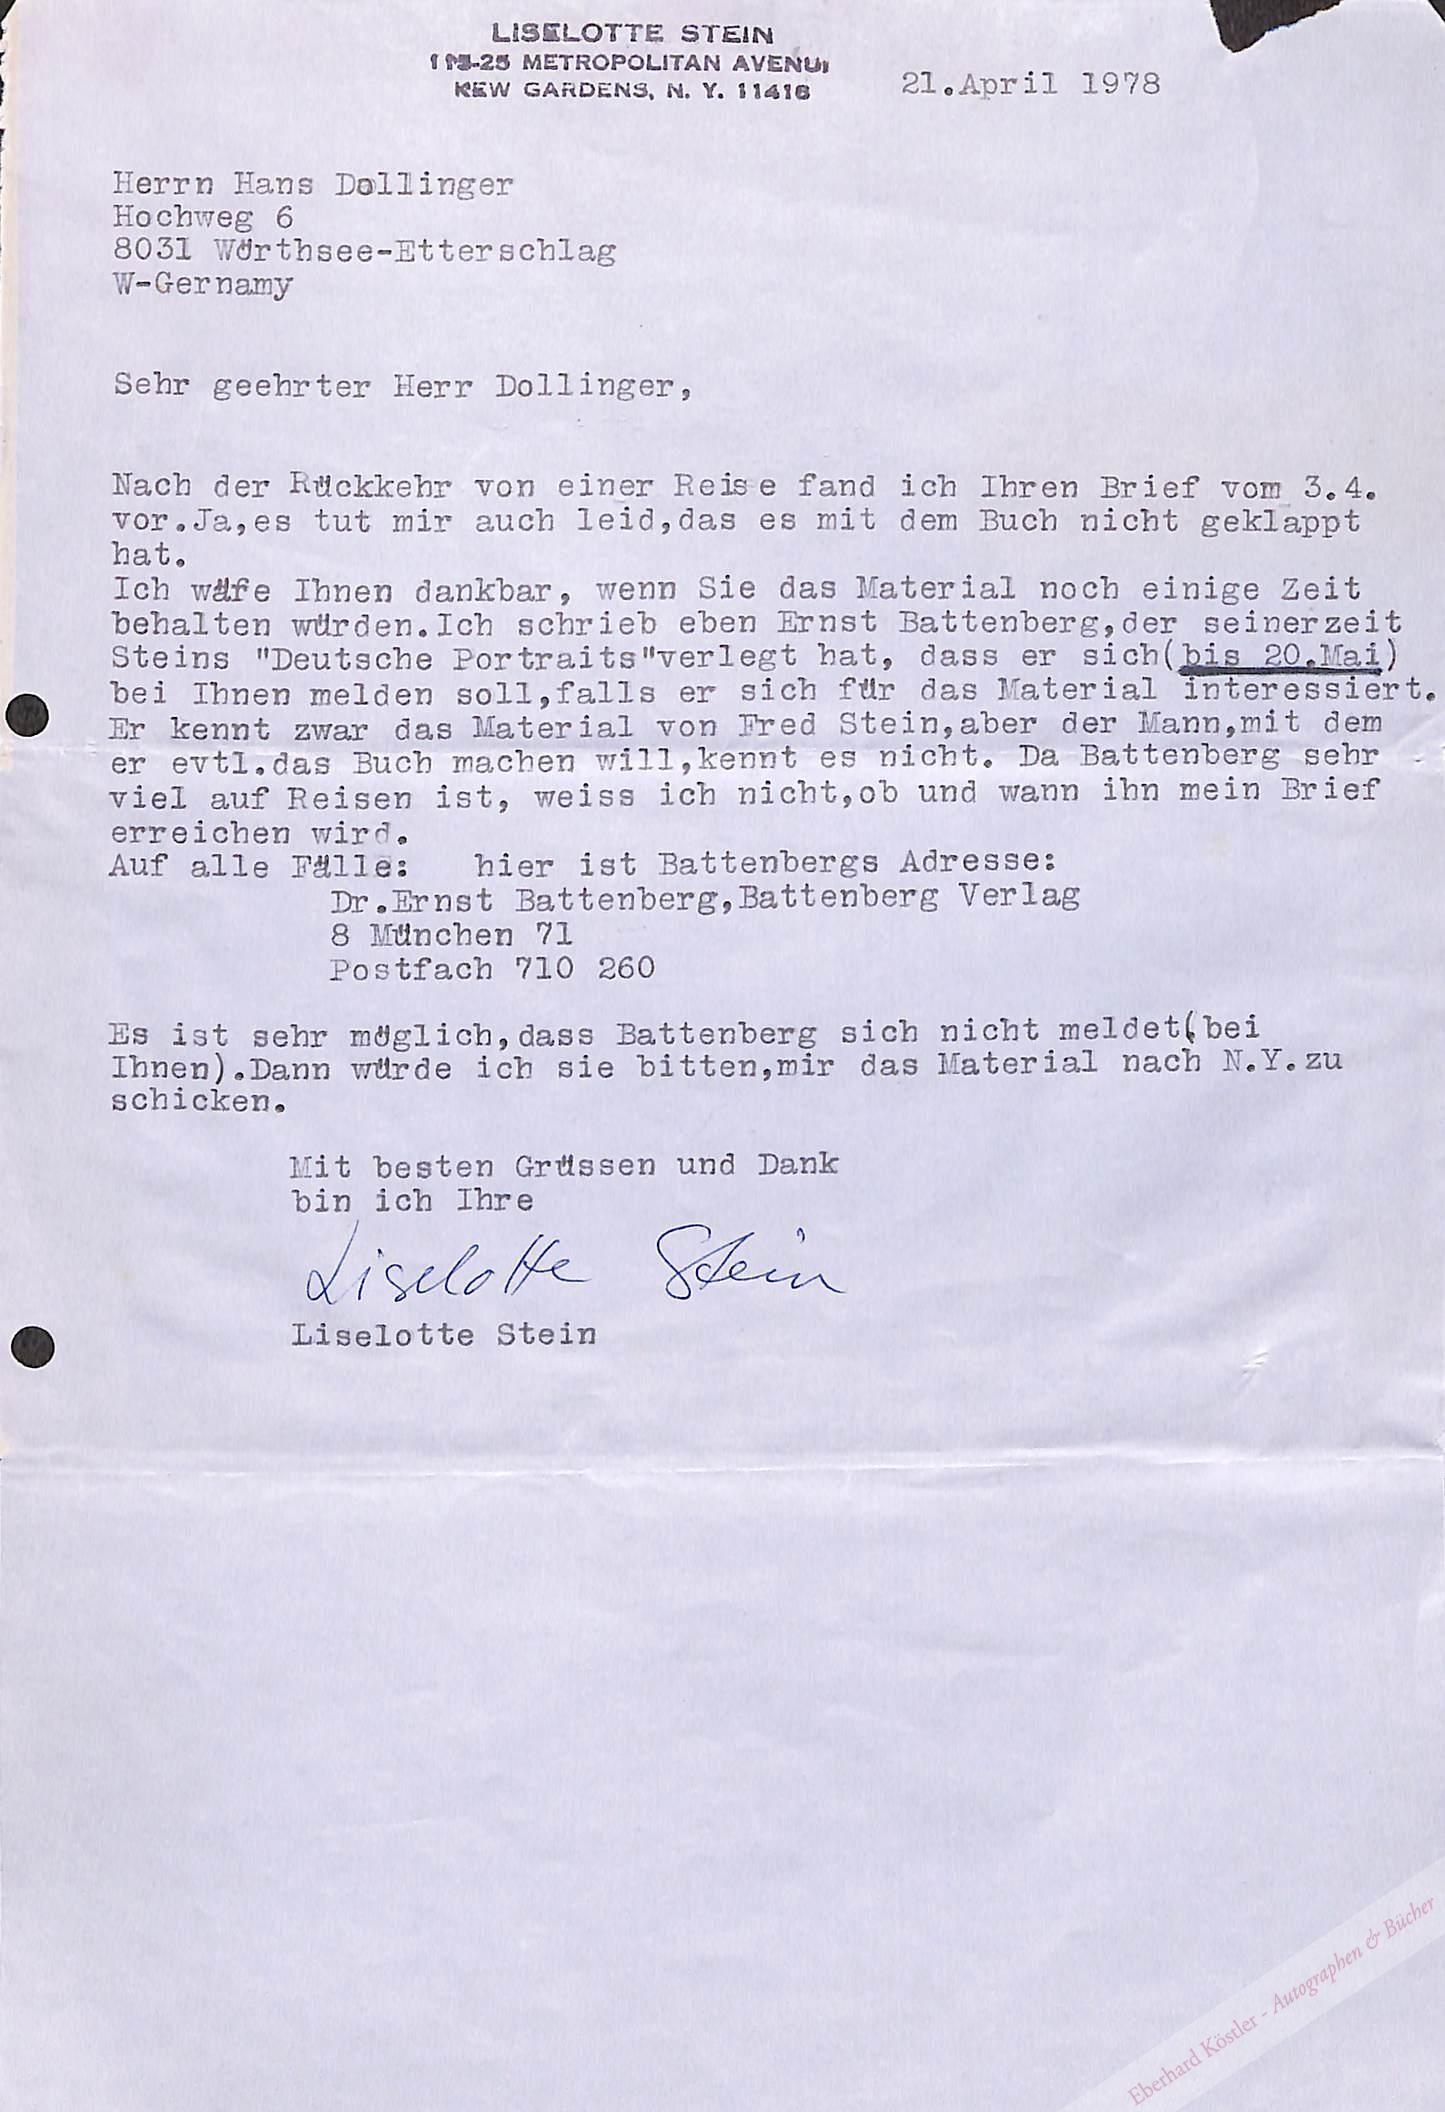 LISELOTTE STEIN
METROPOLITAN AVENUE
KEW GARDENS, N. Y. 11418
21.April 1978
Herrn Hans Dollinger
Hochweg 6
8031 Wörthsee-Etterschlag
W-Gernamy
Sehr geehrter Herr Dollinger,
Nach der Rückkehr von einer Reise fand ich Ihren Brief vom 3.4.
vor.Ja,es tut mir auch leid,das es mit dem Buch nicht geklappt
hat.
Ich wäre Ihnen dankbar, wenn Sie das Material noch einige Zeit
behalten würden.Ich schrieb eben Ernst Battenberg,der seinerzeit
Steins "Deutsche Portraits"verlegt hat, dass er sich(bis 20.Mai)
bei Ihnen melden soll,falls er sich für das Material interessiert.
Er kennt zwar das Material von Fred Stein,aber der Mann,mit dem
er evtl.das Buch machen will,kennt es nicht. Da Battenberg sehr
viel auf Reisen ist, weiss ich nicht,ob und wann ihn mein Brief
erreichen wird.
Auf alle Fälle: hier ist Battenbergs Adresse:
Dr.Ernst Battenberg,Battenberg Verlag
8 München 71
Postfach 710 260
Es ist sehr möglich,dass Battenberg sich nicht meldet(bei
Ihnen).Dann würde ich sie bitten,mir das Material nach N.Y.zu
schicken.
Mit besten Grüssen und Dank
bin ich Ihre
Liselotte Stein
Liselotte Stein
Eberhard Köstler - Autographen & Bücher